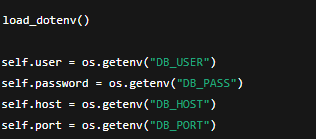 load_dotenv()
self.user = os.getenv("DB_USER")
self.password = os.getenv("DB_PASS")
self.host = os.getenv("DB_HOST")
self.port = os.getenv("DB_PORT")